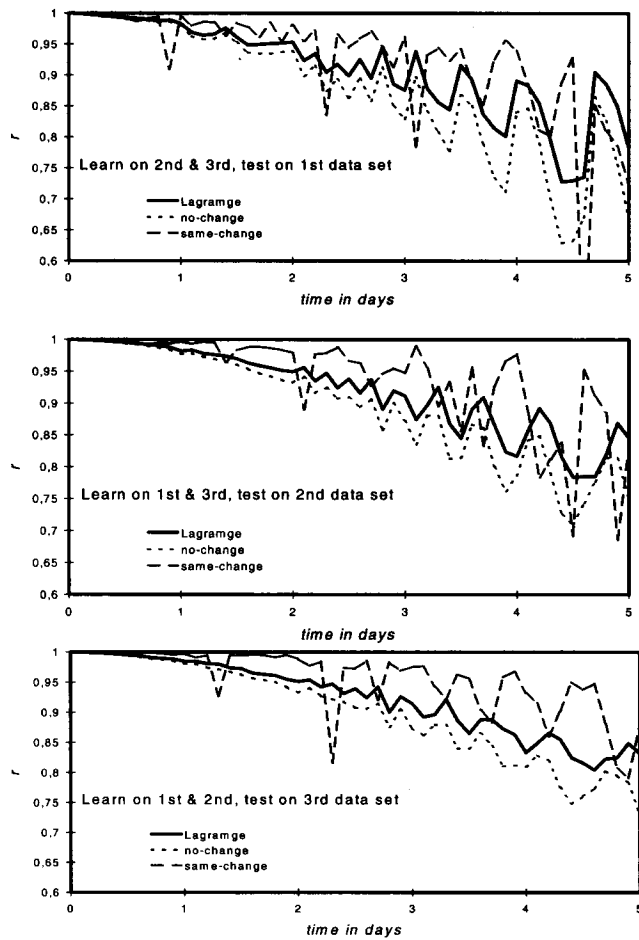 1
0,95
0,9
0,85
r
0,8
0,75
0,7
0,65
0,6
Learn on 2nd & 3rd, test on 1st data set
Lagramge
no-change
same-change
0 1 2 3 4 5
time in days
1
0,95
0,9
0,85
r
0,8
0,75
0,7
0,65
0,6
Learn on 1st & 3rd, test on 2nd data set
Lagramge
no-change
same-change
0 1 2 3 4 5
time in days
1
0,95
0,9
0,85
r
0,8
0,75
0,7
0,65
0,6
Learn on 1st & 2nd, test on 3rd data set
Lagramge
no-change
same-change
0 1 2 3 4 5
time in days